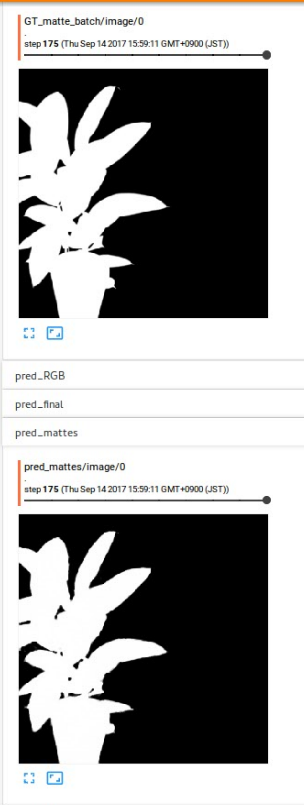 GT_matte_batch/image/0
.
step 175 (Thu Sep 14 2017 15:59:11 GMT+0900 (JST))
pred_RGB
pred_final
pred_mattes
pred_mattes/image/0
.
step 175 (Thu Sep 14 2017 15:59:11 GMT+0900 (JST))